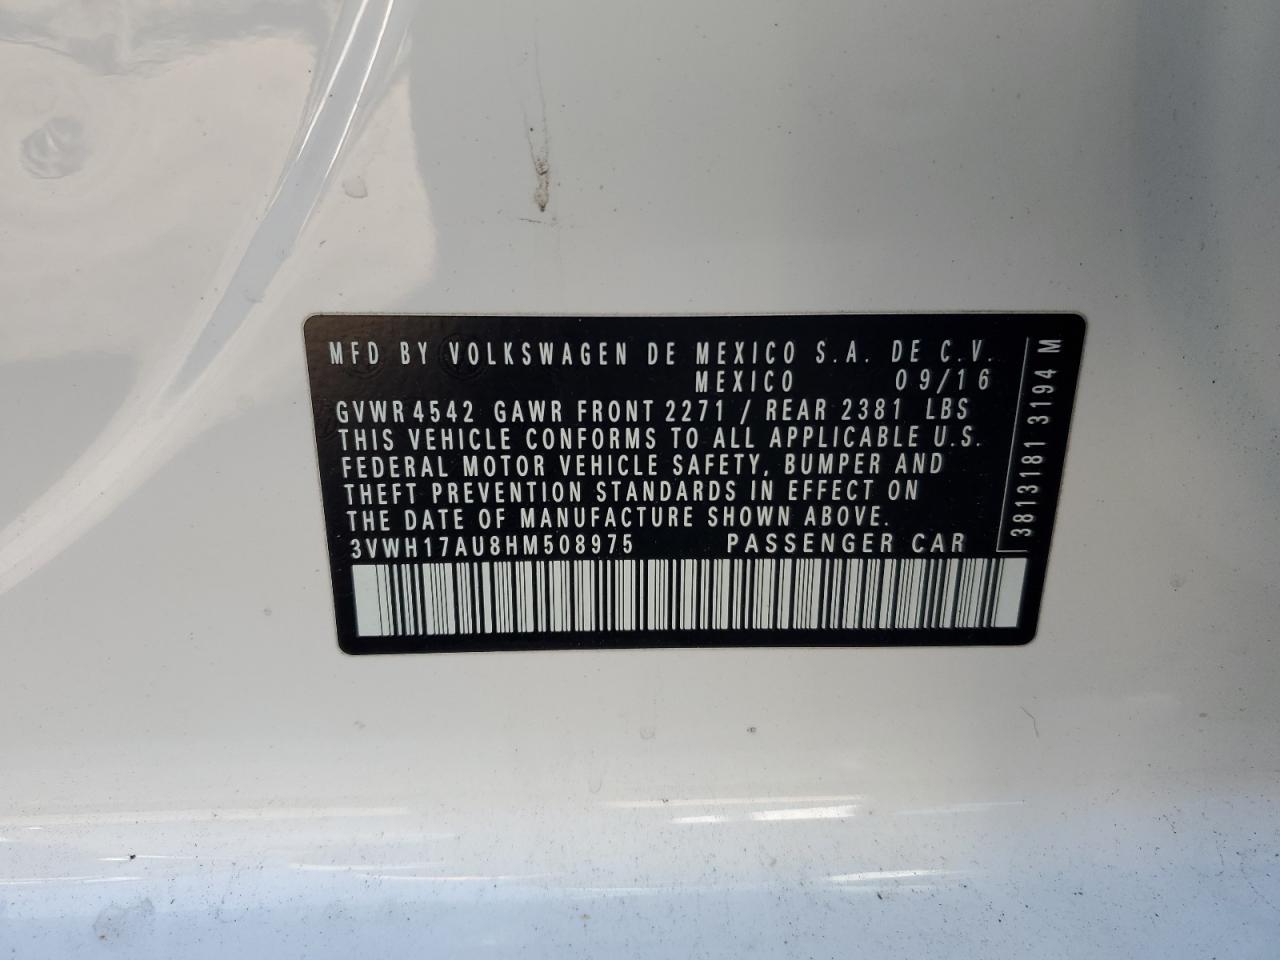 MFD BY VOLKSWAGEN DE MEXICO S.A. DE C.V.
MEXICO 09/16
GVWR 4542 GAWR FRONT 2271 / REAR 2381 LBS
THIS VEHICLE CONFORMS TO ALL APPLICABLE U.S.
FEDERAL MOTOR VEHICLE SAFETY, BUMPER AND
THEFT PREVENTION STANDARDS IN EFFECT ON
THE DATE OF MANUFACTURE SHOWN ABOVE.
3VWH17AU8HM508975 PASSENGER CAR
3813181 3194 M